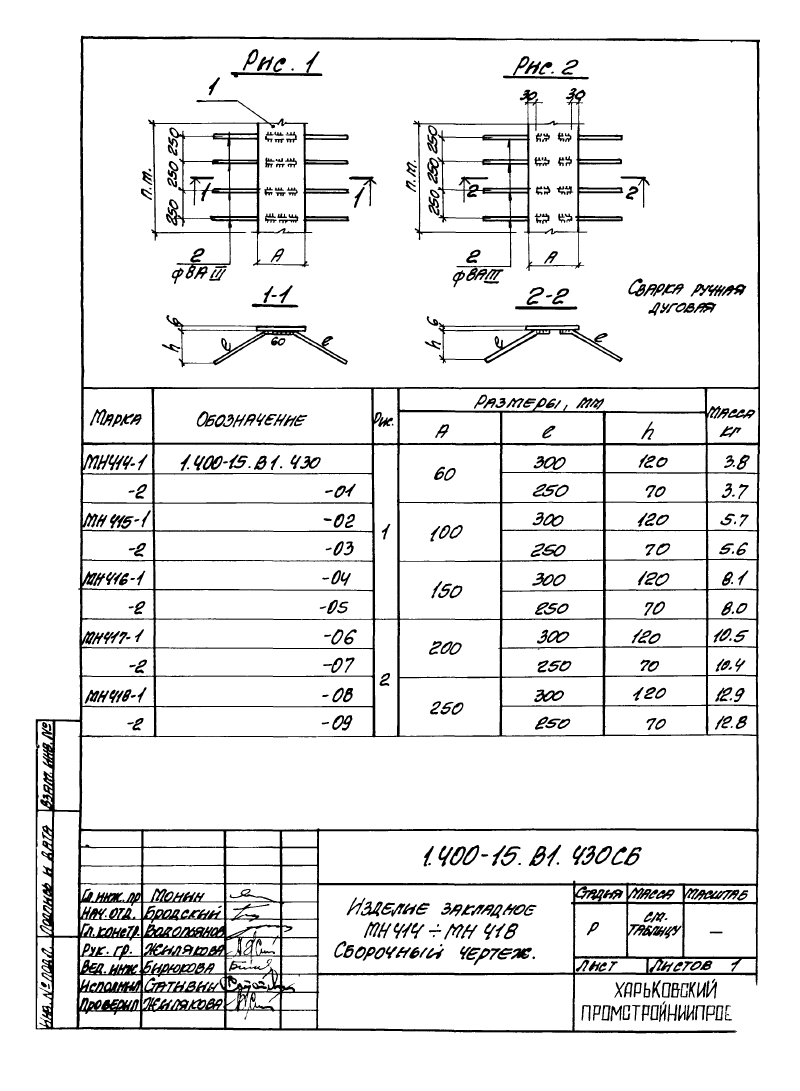 Рис. 1
Рис. 2
1
30
30
п.м.
250
250
250
1
1
п.м.
250
250
250
2
2
2
ф8АIII
А
2
ф8АIII
А
1-1
2-2
Сварка ручная
дуговая
6
h
е
60
е
6
h
е
е
Марка
Обозначение
Рис.
Размеры, мм
Масса
кг
А
е
h
МН414-1 1.400-15.В1.430 60 300 120 3.8
-2 -01 250 70 3.7
МН415-1 -02 1 100 300 120 5.7
-2 -03 250 70 5.6
МН416-1 -04 150 300 120 8.1
-2 -05 250 70 8.0
МН417-1 -06 200 300 120 10.5
-2 -07 2 250 70 10.4
МН418-1 -08 250 300 120 12.9
-2 -09 250 70 12.8
Взам. инв. №
Подпись и дата
Инв. № подл.
1.400-15.В1.430СБ
Гл. инж. пр Монин
Нач. отд. Бродский
Гл. констр. Водопьянов
Рук. гр. Жилякова
Вед. инж. Бирюкова
Исполнил Сатывин
Проверил Жилякова
Изделие закладное
МН414÷МН418
Сборочный чертеж.
Стадия Масса Масштаб
Р
см.
таблицу
—
Лист Листов 1
ХАРЬКОВСКИЙ
ПРОМСТРОЙНИИПРОЕ